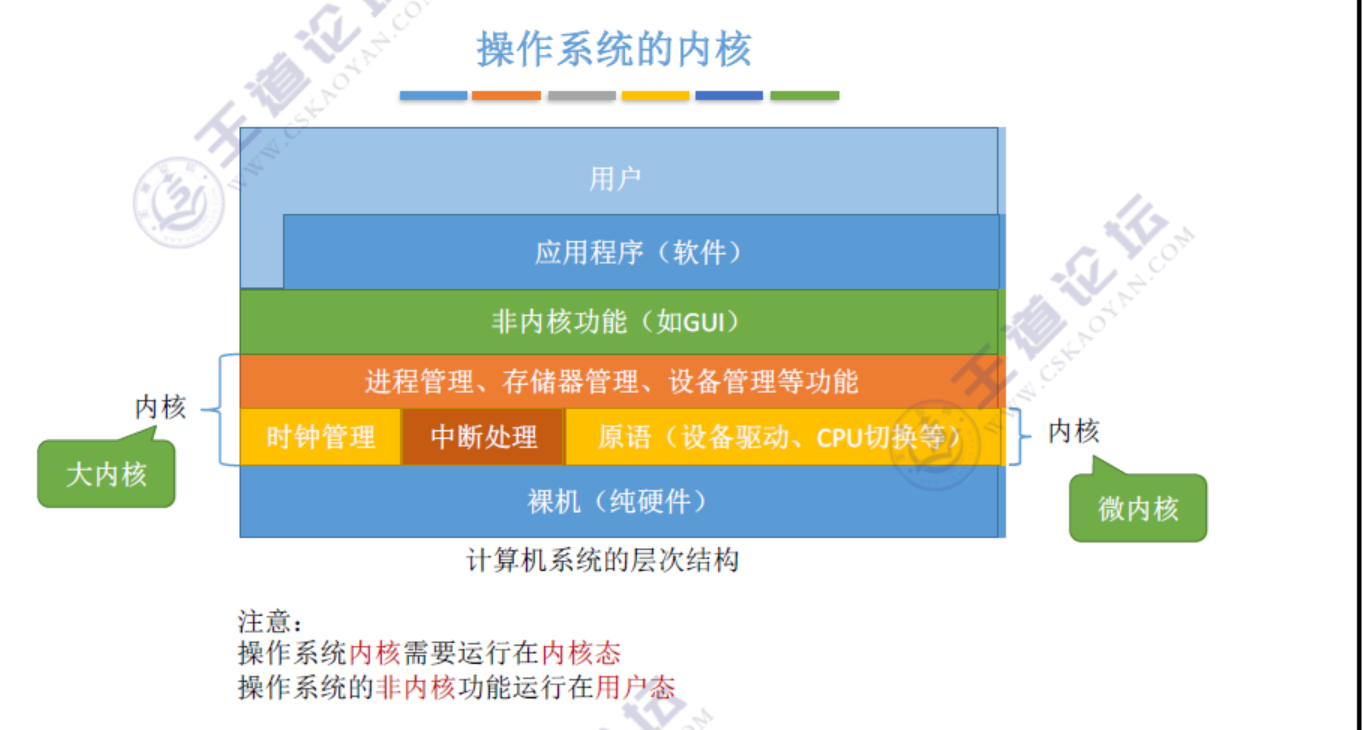 操作系统的内核
用户
应用程序（软件）
非内核功能（如GUI）
进程管理、存储器管理、设备管理等功能
内核
时钟管理
中断处理
原语（设备驱动、CPU切换等）
内核
大内核
裸机（纯硬件）
微内核
计算机系统的层次结构
注意：
操作系统内核需要运行在内核态
操作系统的非内核功能运行在用户态
王道论坛
WWW.CSKAOYAN.COM
王道论坛
WWW.CSKAOYAN.COM